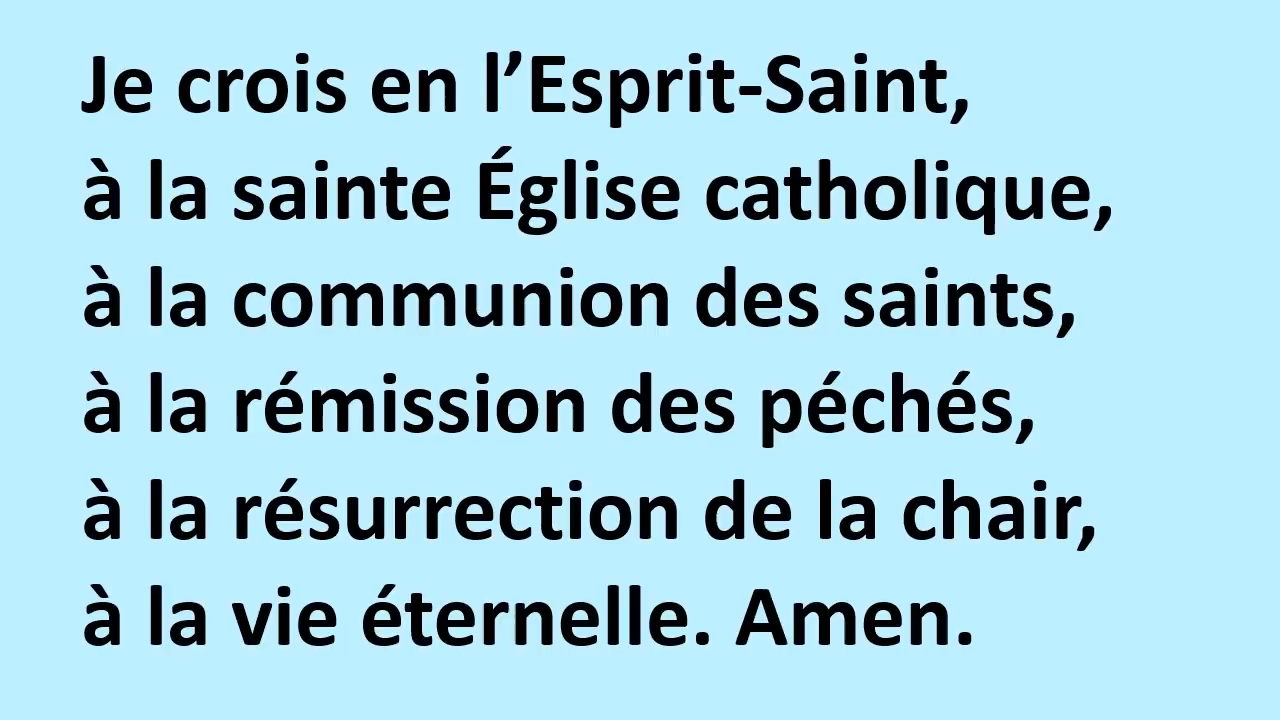 Je crois en l’Esprit-Saint,
à la sainte Église catholique,
à la communion des saints,
à la rémission des péchés,
à la résurrection de la chair,
à la vie éternelle. Amen.